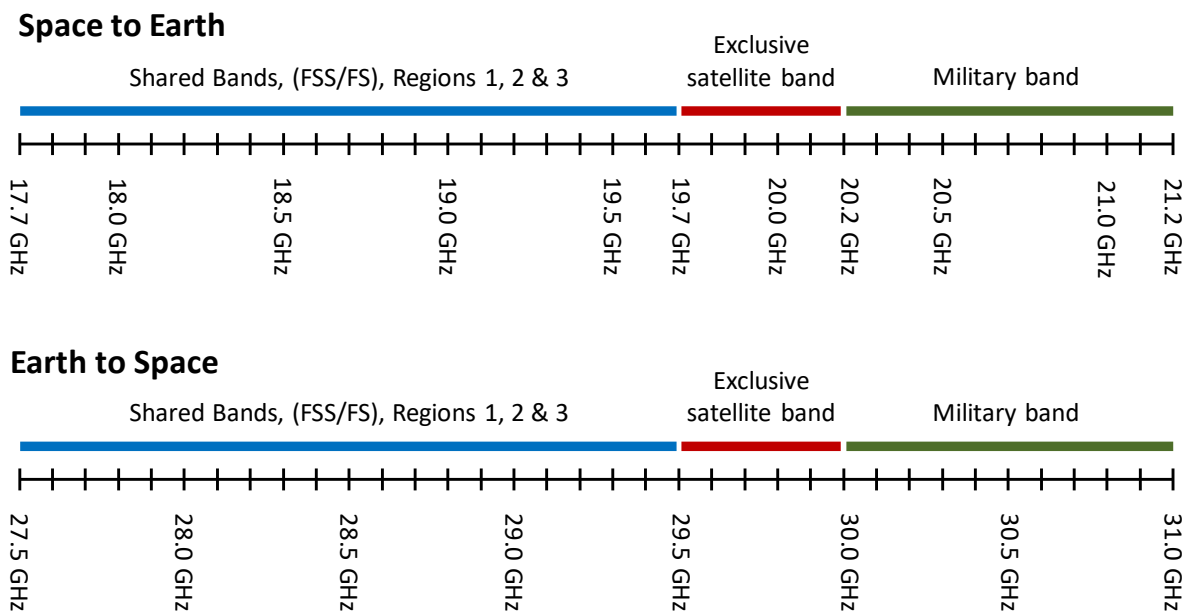 Space to Earth
Exclusive
Shared Bands, (FSS/FS), Regions 1, 2 & 3
satellite band
Military band
17.7 GHz
18.0 GHz
18.5 GHz
19.0 GHz
19.5 GHz
19.7 GHz
20.0 GHz
20.2 GHz
20.5 GHz
21.0 GHz
21.2 GHz
Earth to Space
Exclusive
Shared Bands, (FSS/FS), Regions 1, 2 & 3
satellite band
Military band
27.5 GHz
28.0 GHz
28.5 GHz
29.0 GHz
29.5 GHz
30.0 GHz
30.5 GHz
31.0 GHz